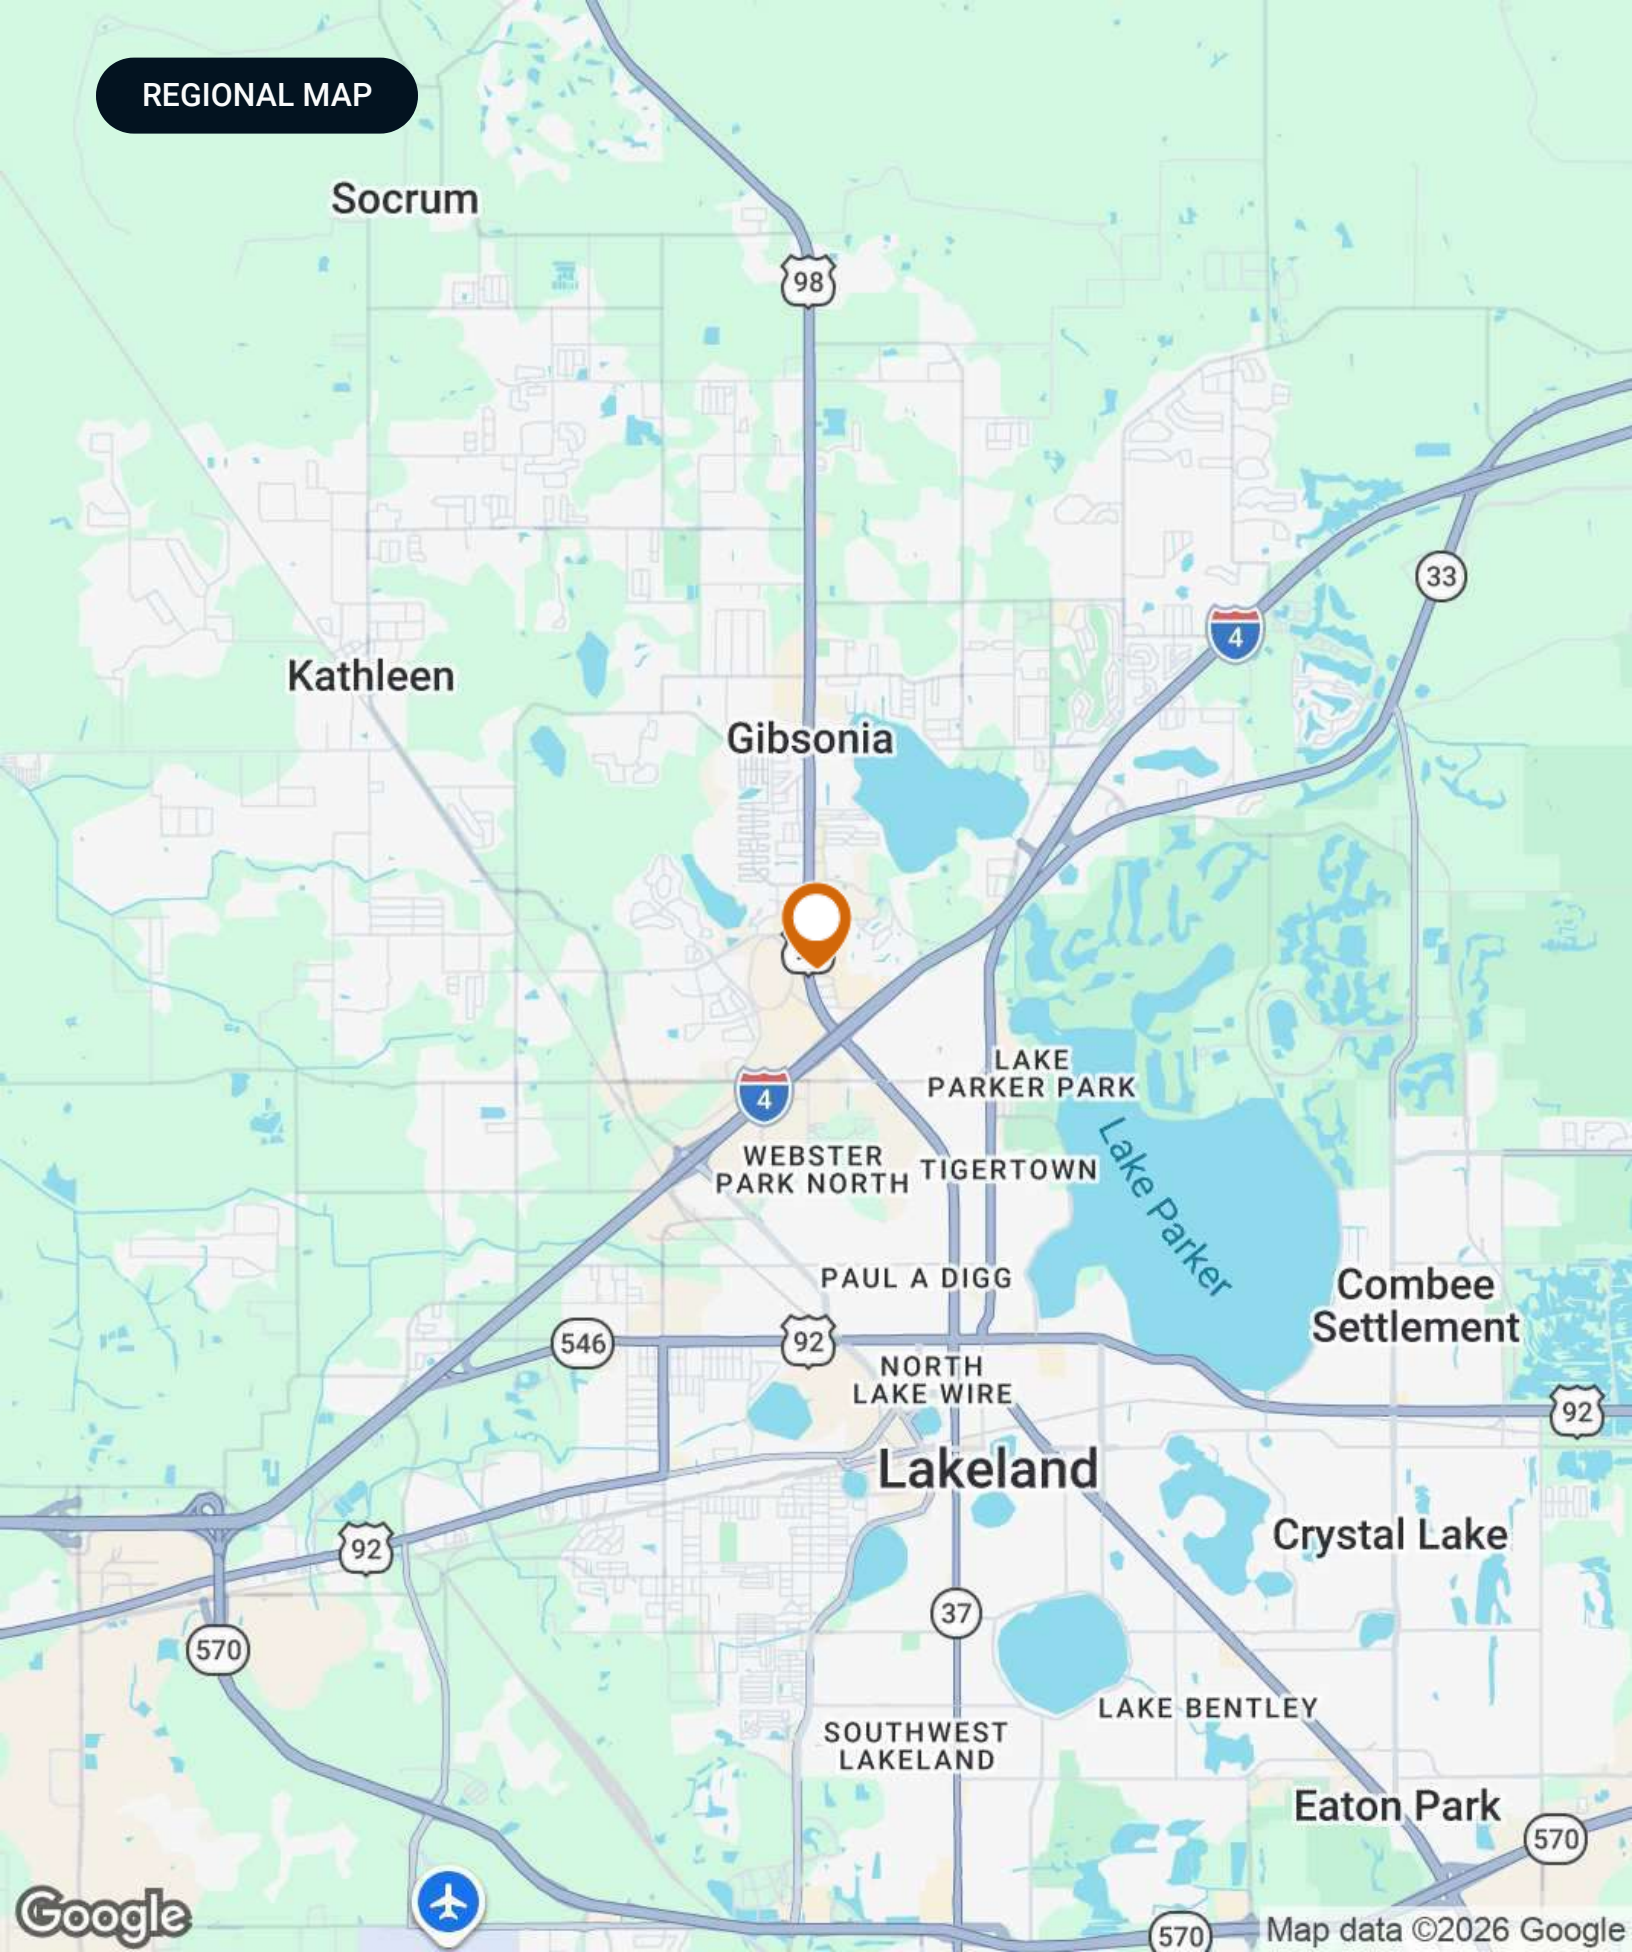 REGIONAL MAP
Socrum
98
33
4
Kathleen
Gibsonia
LAKE
PARKER PARK
4
WEBSTER
PARK NORTH
TIGERTOWN
Lake Parker
PAUL A DIGG
Combee
Settlement
546
92
NORTH
LAKE WIRE
92
Lakeland
Crystal Lake
92
37
570
LAKE BENTLEY
SOUTHWEST
LAKELAND
Eaton Park
570
Google
570
Map data ©2026 Google